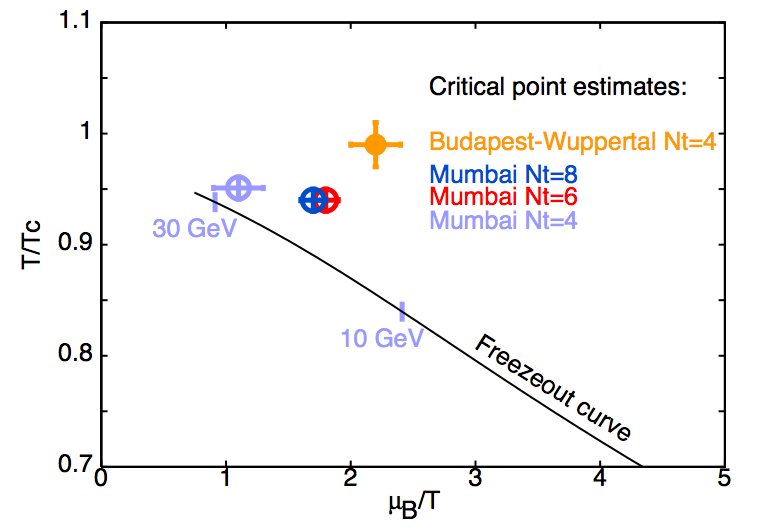 1.1
1
0.9
0.8
0.7
T/Tc
Critical point estimates:
Budapest-Wuppertal Nt=4
Mumbai Nt=8
Mumbai Nt=6
Mumbai Nt=4
30 GeV
10 GeV
Freezeout curve
0 1 2 3 4 5
μB/T